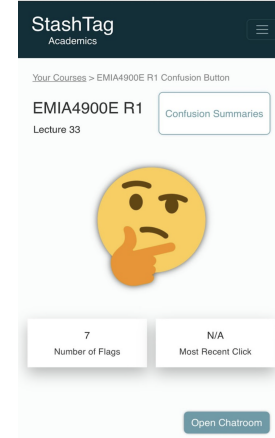 StashTag
Academics
Your Courses > EMIA4900E R1 Confusion Button
EMIA4900E R1
Confusion Summaries
Lecture 33
7
Number of Flags
N/A
Most Recent Click
Open Chatroom